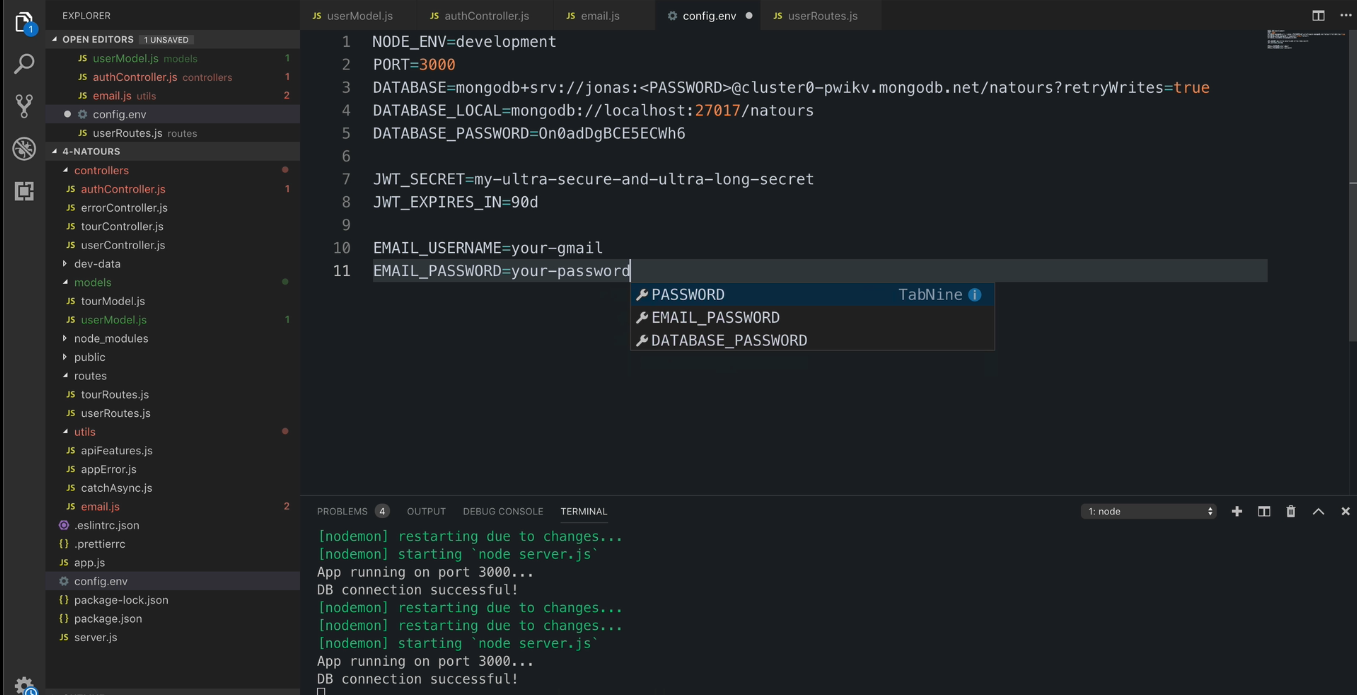 EXPLORER
OPEN EDITORS 1 UNSAVED
JS userModel.js models 1
JS authController.js controllers 1
JS email.js utils 2
config.env
JS userRoutes.js routes
4-NATOURS
controllers
JS authController.js 1
JS errorController.js
JS tourController.js
JS userController.js
dev-data
models
JS tourModel.js
JS userModel.js 1
node_modules
public
routes
JS tourRoutes.js
JS userRoutes.js
utils
JS apiFeatures.js
JS appError.js
JS catchAsync.js
JS email.js 2
.eslintrc.json
{} .prettierrc
JS app.js
config.env
{} package-lock.json
{} package.json
JS server.js
1
JS userModel.js JS authController.js JS email.js config.env JS userRoutes.js
1 NODE_ENV=development
2 PORT=3000
3 DATABASE=mongodb+srv://jonas:<PASSWORD>@cluster0-pwikv.mongodb.net/natours?retryWrites=true
4 DATABASE_LOCAL=mongodb://localhost:27017/natours
5 DATABASE_PASSWORD=On0adDgBCE5ECWh6
6
7 JWT_SECRET=my-ultra-secure-and-ultra-long-secret
8 JWT_EXPIRES_IN=90d
9
10 EMAIL_USERNAME=your-gmail
11 EMAIL_PASSWORD=your-password
PASSWORD TabNine
EMAIL_PASSWORD
DATABASE_PASSWORD
PROBLEMS 4 OUTPUT DEBUG CONSOLE TERMINAL 1: node
[nodemon] restarting due to changes...
[nodemon] starting `node server.js`
App running on port 3000...
DB connection successful!
[nodemon] restarting due to changes...
[nodemon] restarting due to changes...
[nodemon] starting `node server.js`
App running on port 3000...
DB connection successful!